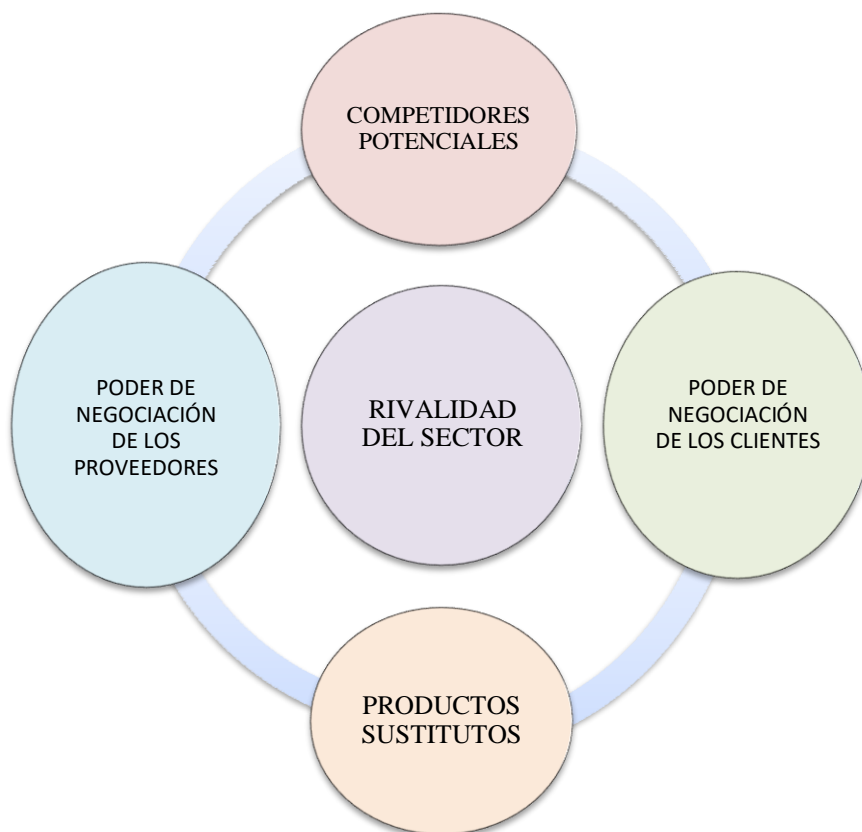 COMPETIDORES
POTENCIALES
PODER DE
NEGOCIACIÓN
DE LOS
PROVEEDORES
RIVALIDAD
DEL SECTOR
PODER DE
NEGOCIACIÓN
DE LOS CLIENTES
PRODUCTOS
SUSTITUTOS